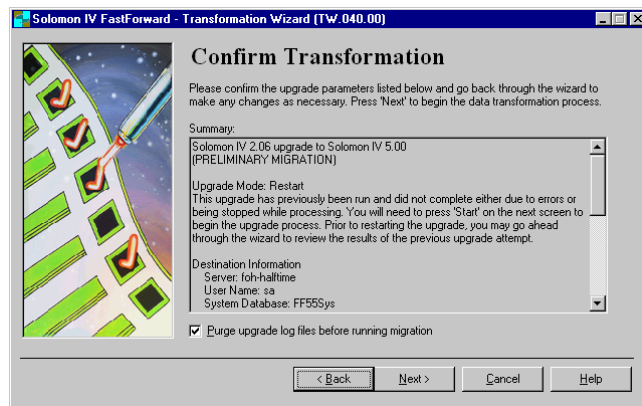 Solomon IV FastForward - Transformation Wizard (TW.040.00)
Confirm Transformation
Please confirm the upgrade parameters listed below and go back through the wizard to
make any changes as necessary. Press 'Next' to begin the data transformation process.
Summary:
Solomon IV 2.06 upgrade to Solomon IV 5.00
(PRELIMINARY MIGRATION)
Upgrade Mode: Restart
This upgrade has previously been run and did not complete either due to errors or
being stopped while processing. You will need to press 'Start' on the next screen to
begin the upgrade process. Prior to restarting the upgrade, you may go ahead
through the wizard to review the results of the previous upgrade attempt.
Destination Information
Server: foh-halftime
User Name: sa
System Database: FF55Sys
Purge upgrade log files before running migration
< Back
Next >
Cancel
Help